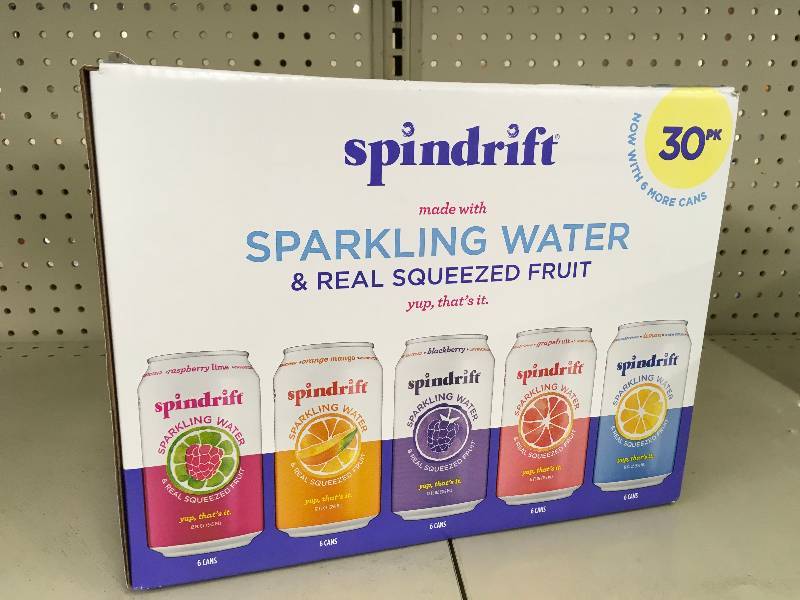 spindrift®
30PK
NOW WITH 6 MORE CANS
made with
SPARKLING WATER
& REAL SQUEEZED FRUIT
yup, that's it.
raspberry lime
spindrift
SPARKLING WATER
& REAL SQUEEZED FRUIT
yup, that's it.
6 CANS
orange mango
spindrift
SPARKLING WATER
& REAL SQUEEZED FRUIT
yup, that's it.
6 CANS
blackberry
spindrift
SPARKLING WATER
& REAL SQUEEZED FRUIT
yup, that's it.
6 CANS
grapefruit
spindrift
SPARKLING WATER
& REAL SQUEEZED FRUIT
yup, that's it.
6 CANS
lemon
spindrift
SPARKLING WATER
& REAL SQUEEZED FRUIT
yup, that's it.
6 CANS